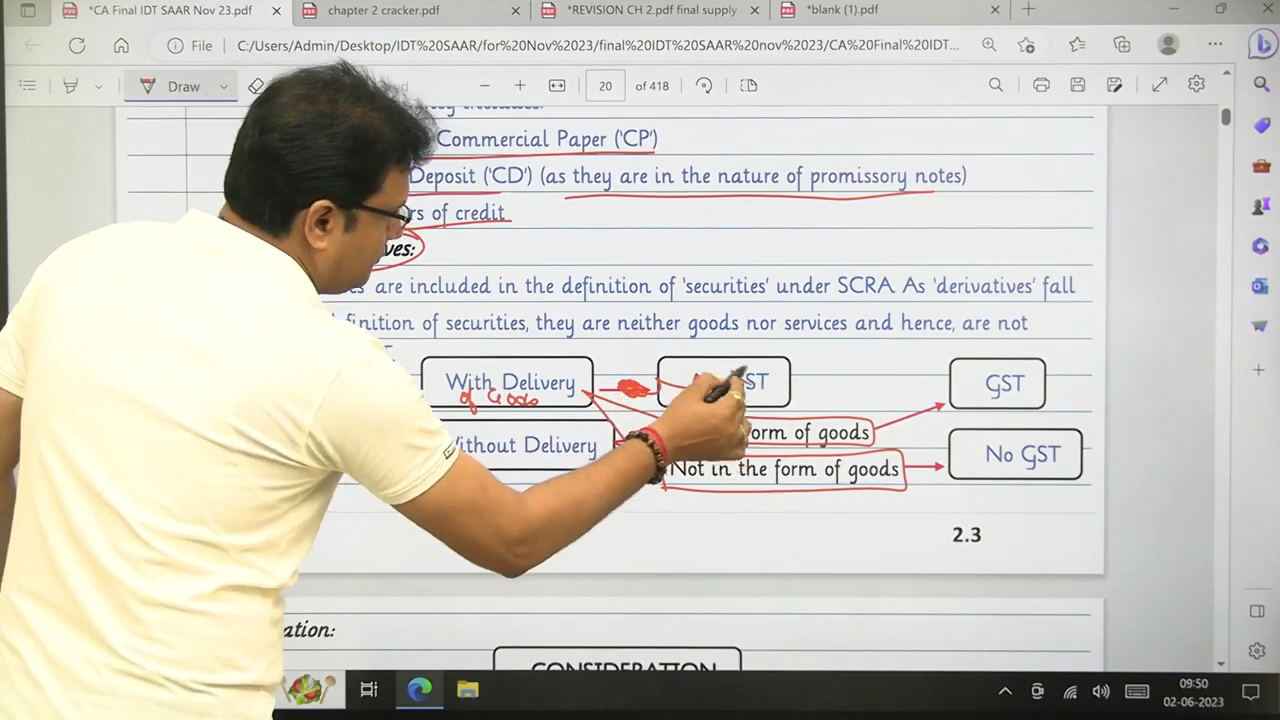 *CA Final IDT SAAR Nov 23.pdf
chapter 2 cracker.pdf
*REVISION CH 2.pdf final supply
*blank (1).pdf
File
C:/Users/Admin/Desktop/IDT%20SAAR/for%20Nov%2023/final%20IDT%20SAAR%20nov%202023/CA%20Final%20IDT...
Draw
20
of 418
Commercial Paper ('CP')
Deposit ('CD') (as they are in the nature of promissory notes)
rs of credit
ves:
are included in the definition of 'securities' under SCRA. As 'derivatives' fall
finition of securities, they are neither goods nor services and hence, are not
With Delivery
of Goods
ST
GST
orm of goods
ithout Delivery
Not in the form of goods
No GST
2.3
ation:
CONSIDERATION
09:50
02-06-2023